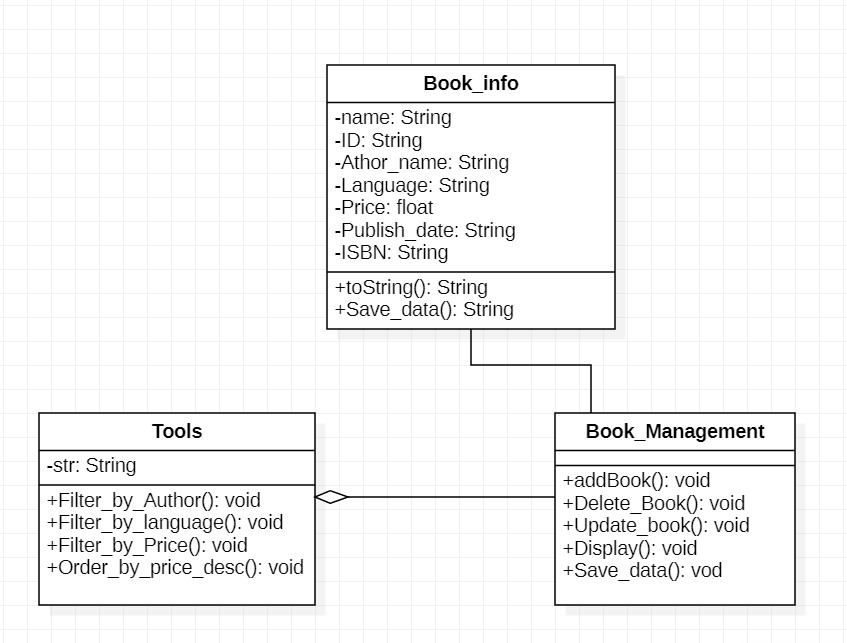 Book_info
-name: String
-ID: String
-Athor_name: String
-Language: String
-Price: float
-Publish_date: String
-ISBN: String
+toString(): String
+Save_data(): String
Tools
-str: String
+Filter_by_Author(): void
+Filter_by_language(): void
+Filter_by_Price(): void
+Order_by_price_desc(): void
Book_Management
+addBook(): void
+Delete_Book(): void
+Update_book(): void
+Display(): void
+Save_data(): vod